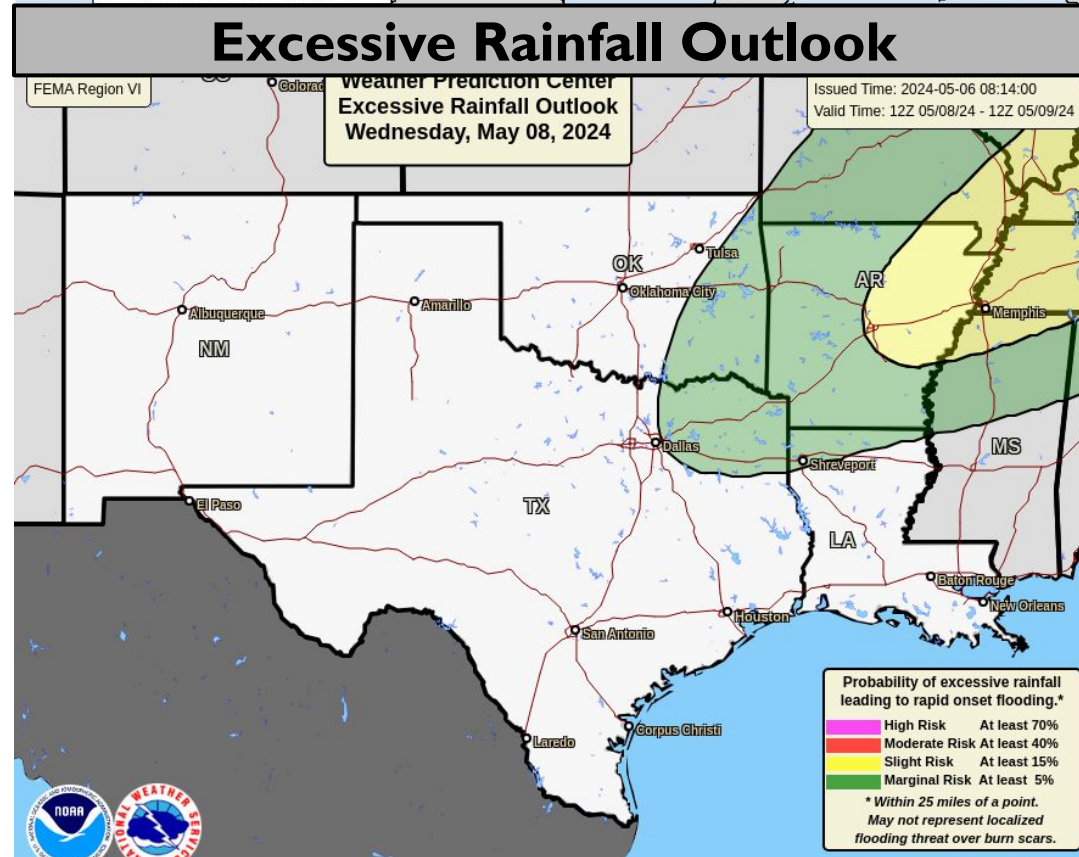 Excessive Rainfall Outlook
FEMA Region VI
Weather Prediction Center
Excessive Rainfall Outlook
Wednesday, May 08, 2024
Issued Time: 2024-05-06 08:14:00
Valid Time: 12Z 05/08/24 - 12Z 05/09/24
Tulsa
OK
Oklahoma City
AR
Amarillo
Albuquerque
Memphis
NM
Dallas
MS
Shreveport
El Paso
TX
LA
Baton Rouge
New Orleans
Houston
San Antonio
Corpus Christi
Laredo
Probability of excessive rainfall
leading to rapid onset flooding.*
High Risk At least 70%
Moderate Risk At least 40%
Slight Risk At least 15%
Marginal Risk At least 5%
* Within 25 miles of a point.
May not represent localized
flooding threat over burn scars.
NOAA